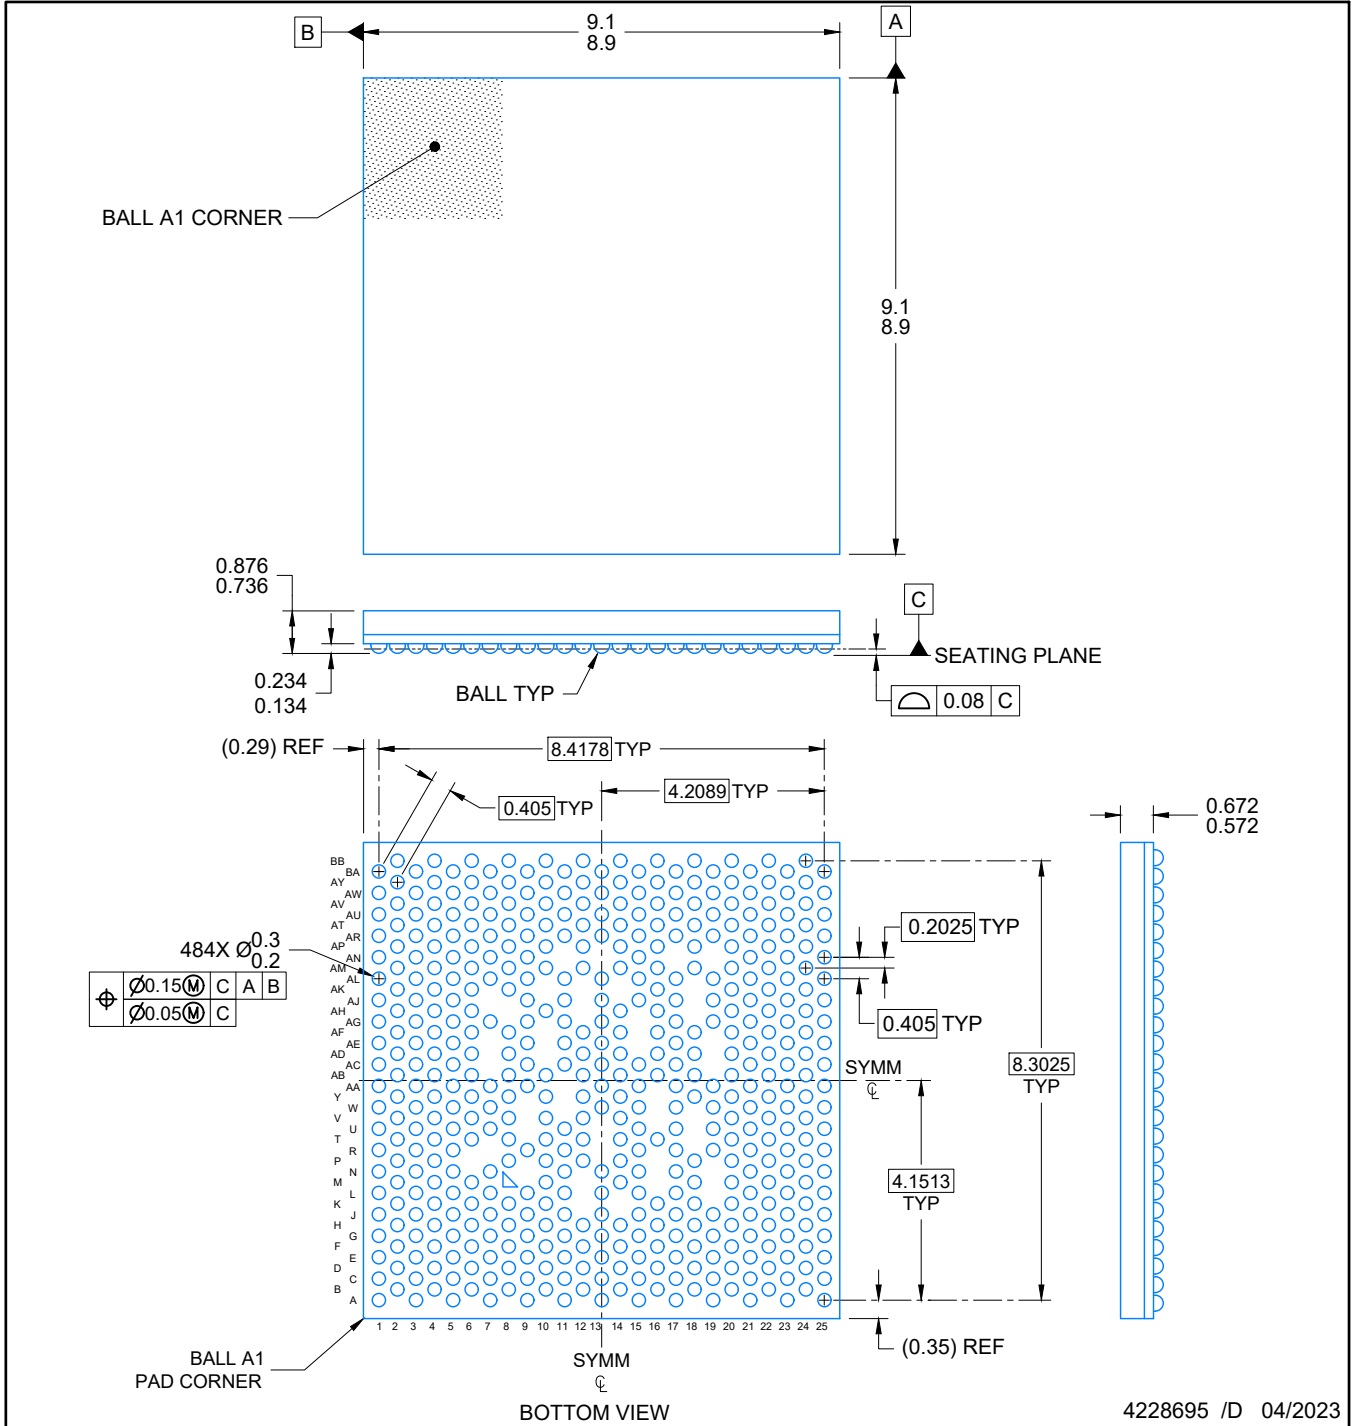 B
9.1
8.9
A
BALL A1 CORNER
9.1
8.9
0.876
0.736
C
SEATING PLANE
0.234
0.134
BALL TYP
0.08 C
(0.29) REF
8.4178 TYP
4.2089 TYP
0.405 TYP
0.672
0.572
BB
BA
AY
AW
AV
AU
AT
AR
AP
AN
AM
AL
AK
AJ
AH
AG
AF
AE
AD
AC
AB
AA
Y
W
V
U
T
R
P
N
M
L
K
J
H
G
F
E
D
C
B
A
484X Ø0.3
0.2
Ø0.15Ⓜ C A B
Ø0.05Ⓜ C
0.2025 TYP
0.405 TYP
SYMM
℄
8.3025
TYP
4.1513
TYP
1 2 3 4 5 6 7 8 9 10 11 12 13 14 15 16 17 18 19 20 21 22 23 24 25
(0.35) REF
BALL A1
PAD CORNER
SYMM
℄
BOTTOM VIEW
4228695 /D 04/2023